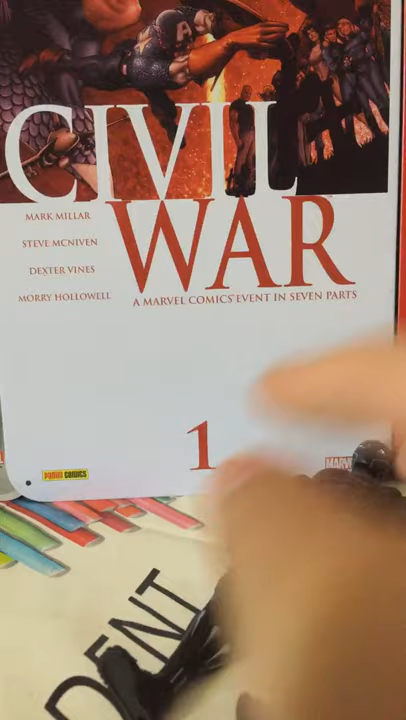 CIVIL
WAR
MARK MILLAR
STEVE MCNIVEN
DEXTER VINES
MORRY HOLLOWELL
A MARVEL COMICS EVENT IN SEVEN PARTS
1
PANINI COMICS
DENT